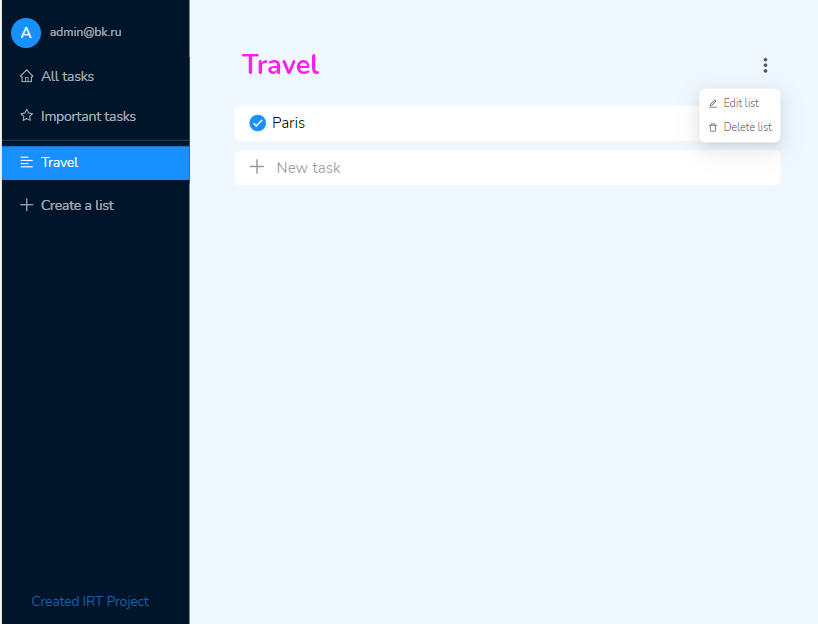 A
admin@bk.ru
All tasks
Important tasks
Travel
Create a list
Created IRT Project
Travel
Edit list
Delete list
Paris
New task